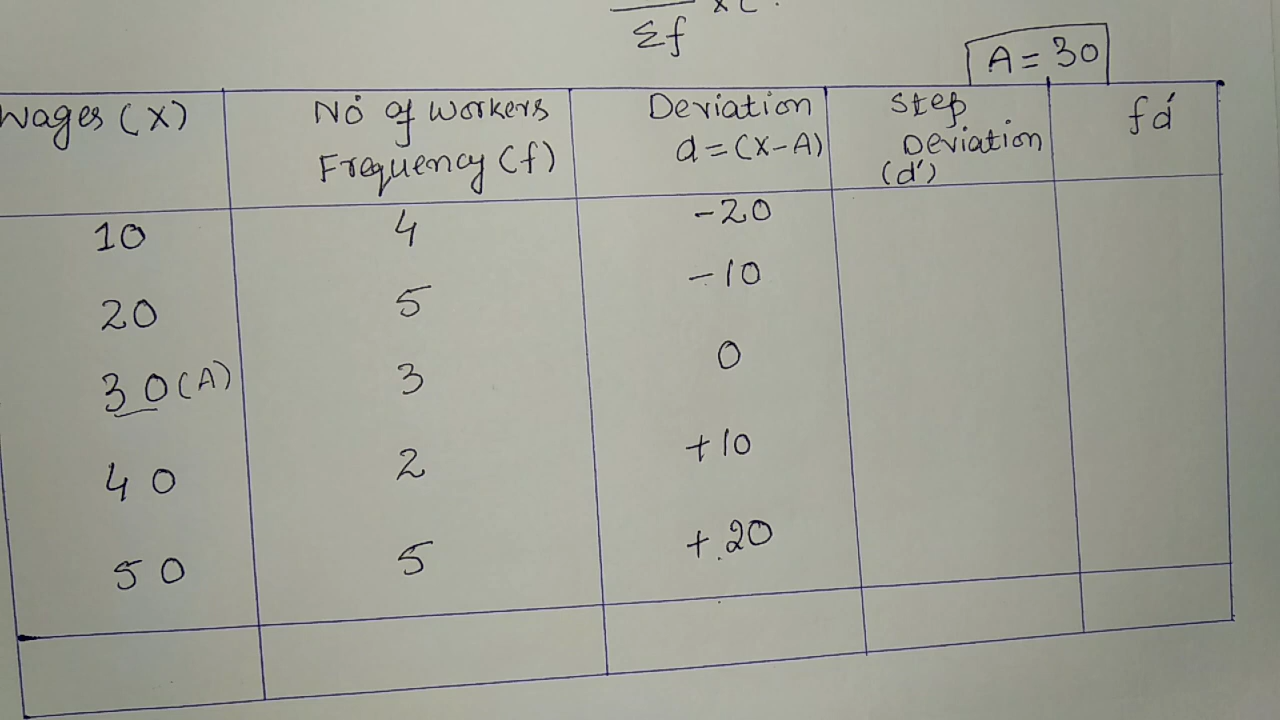 Σf × C.
A = 30
Wages (X) No of workers Frequency (f) Deviation d = (X-A) Step Deviation (d') fd'
10 4 -20
20 5 -10
30(A) 3 0
40 2 +10
50 5 +20